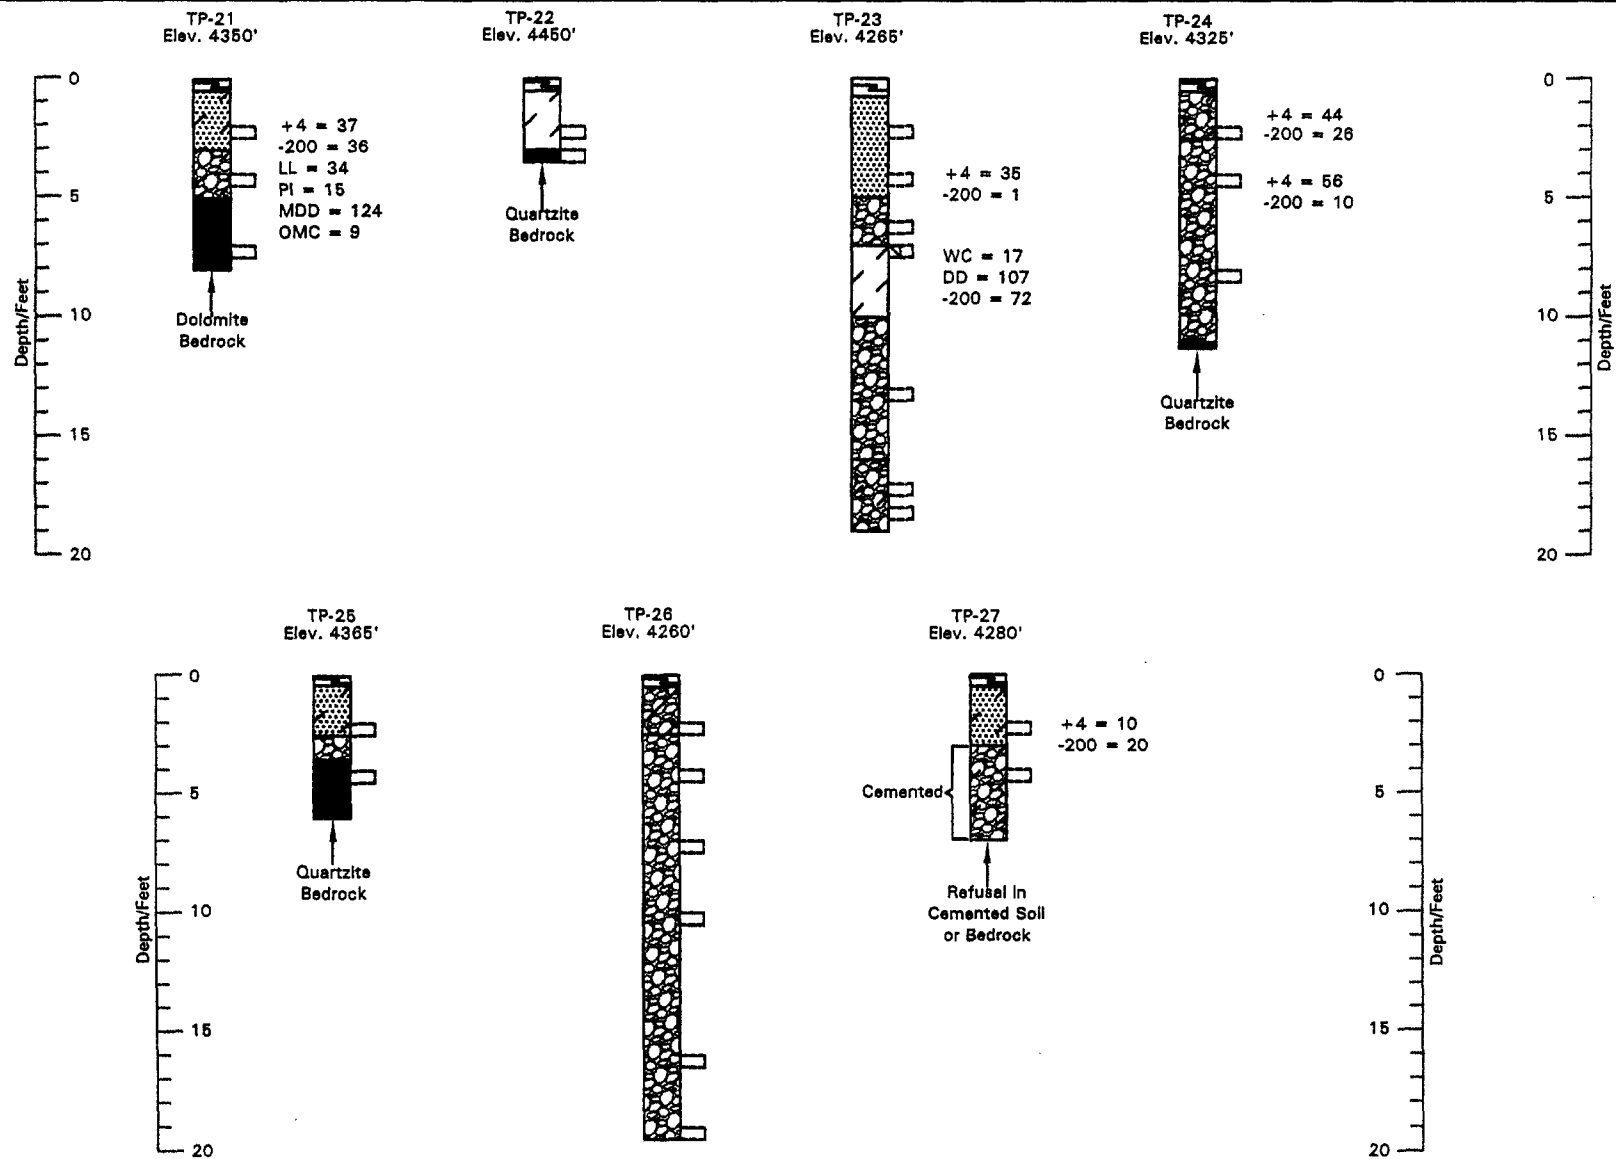 TP-21
Elev. 4350'
TP-22
Elev. 4450'
TP-23
Elev. 4265'
TP-24
Elev. 4325'
0
5
10
15
20
Depth/Feet
+4 = 37
-200 = 36
LL = 34
PI = 15
MDD = 124
OMC = 9
Dolomite
Bedrock
Quartzite
Bedrock
+4 = 35
-200 = 1
WC = 17
DD = 107
-200 = 72
+4 = 44
-200 = 26
+4 = 56
-200 = 10
Quartzite
Bedrock
0
5
10
15
20
Depth/Feet
TP-25
Elev. 4365'
TP-26
Elev. 4260'
TP-27
Elev. 4280'
0
5
10
15
20
Depth/Feet
Quartzite
Bedrock
+4 = 10
-200 = 20
Cemented
Refusal in
Cemented Soil
or Bedrock
0
5
10
15
20
Depth/Feet